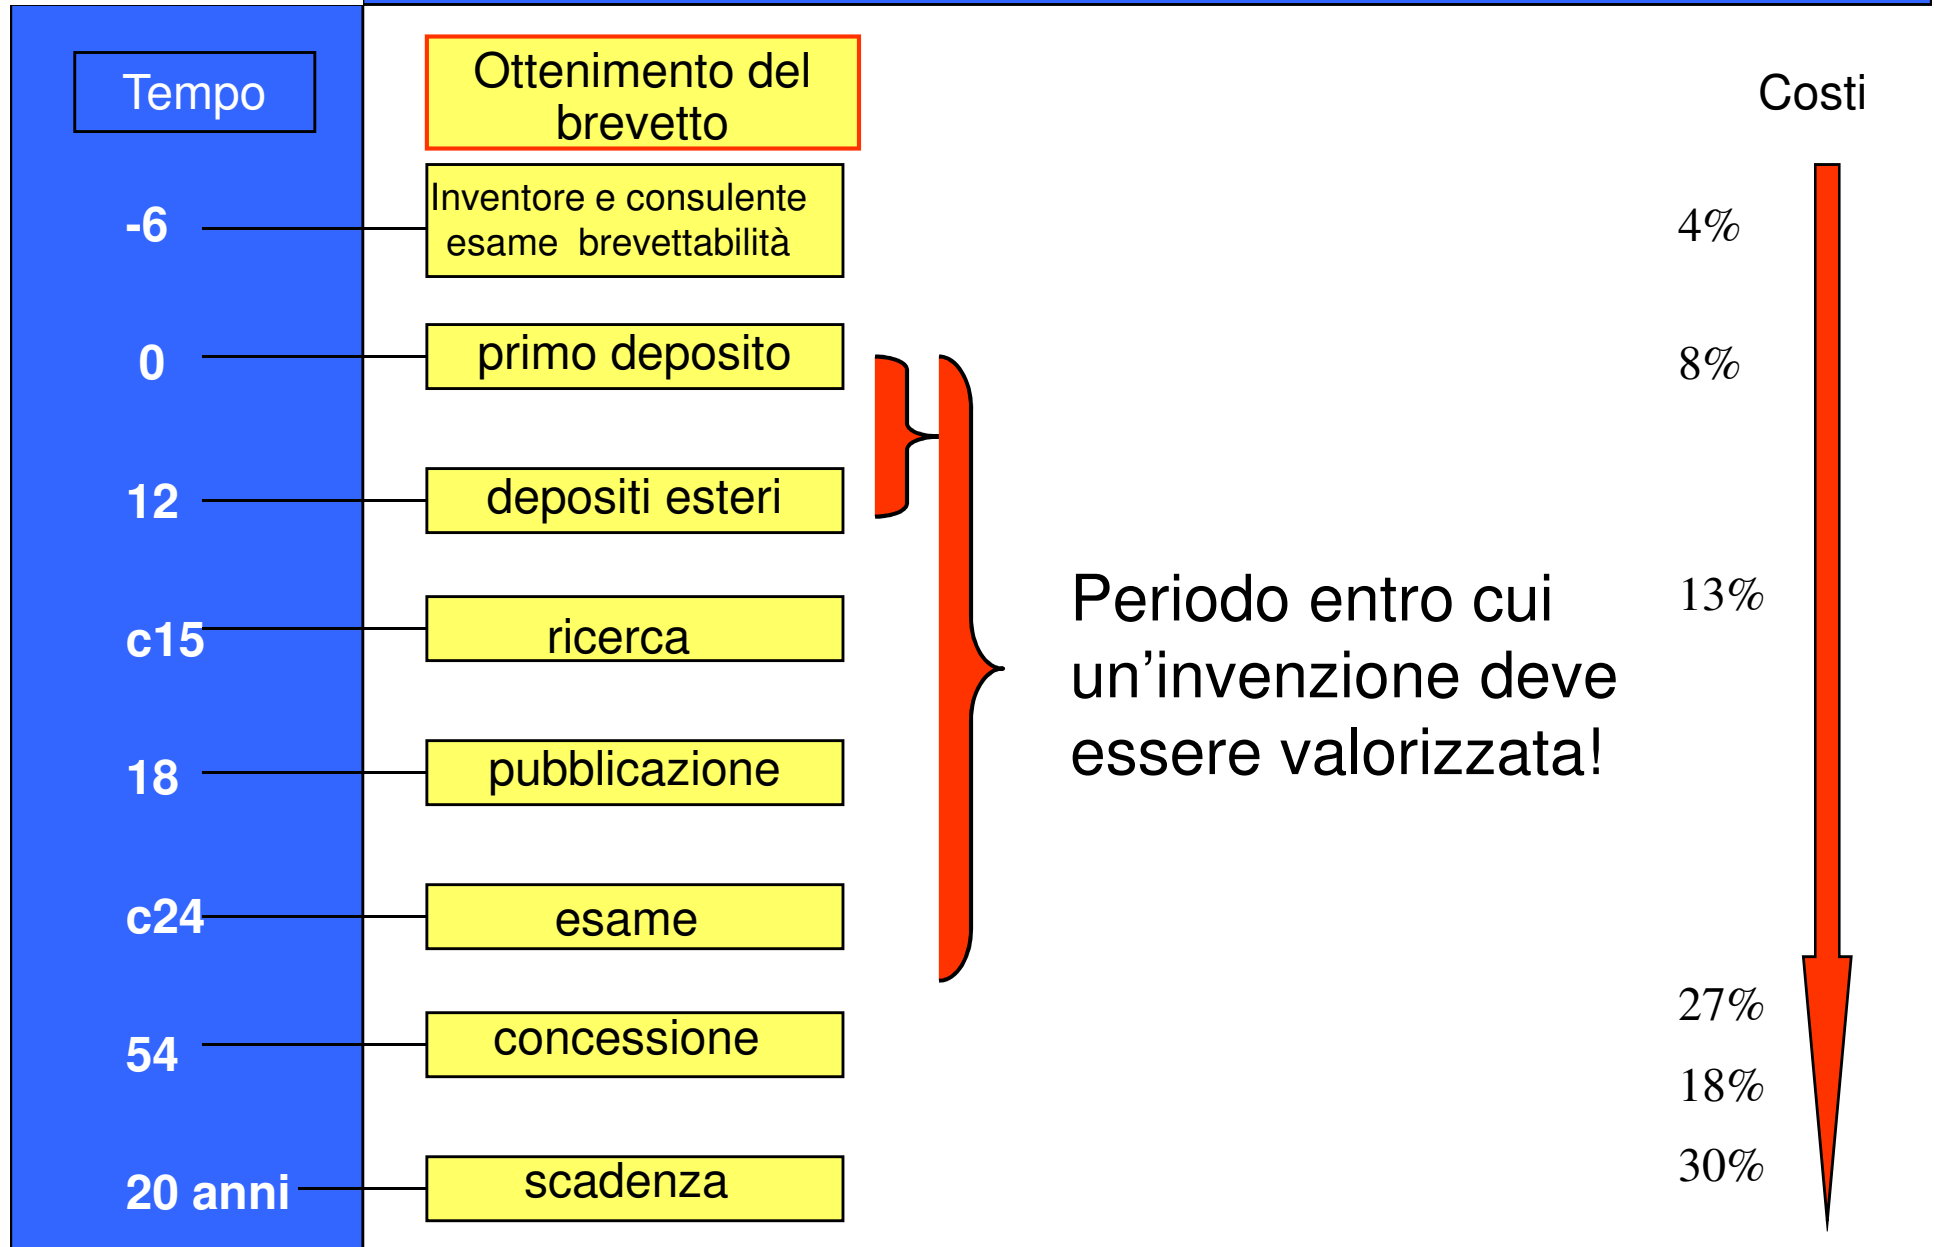 Tempo
Ottenimento del
brevetto
Costi
-6
Inventore e consulente
esame brevettabilità
4%
0
primo deposito
8%
12
depositi esteri
c15
ricerca
Periodo entro cui
un'invenzione deve
essere valorizzata!
13%
18
pubblicazione
c24
esame
27%
54
concessione
18%
20 anni
scadenza
30%